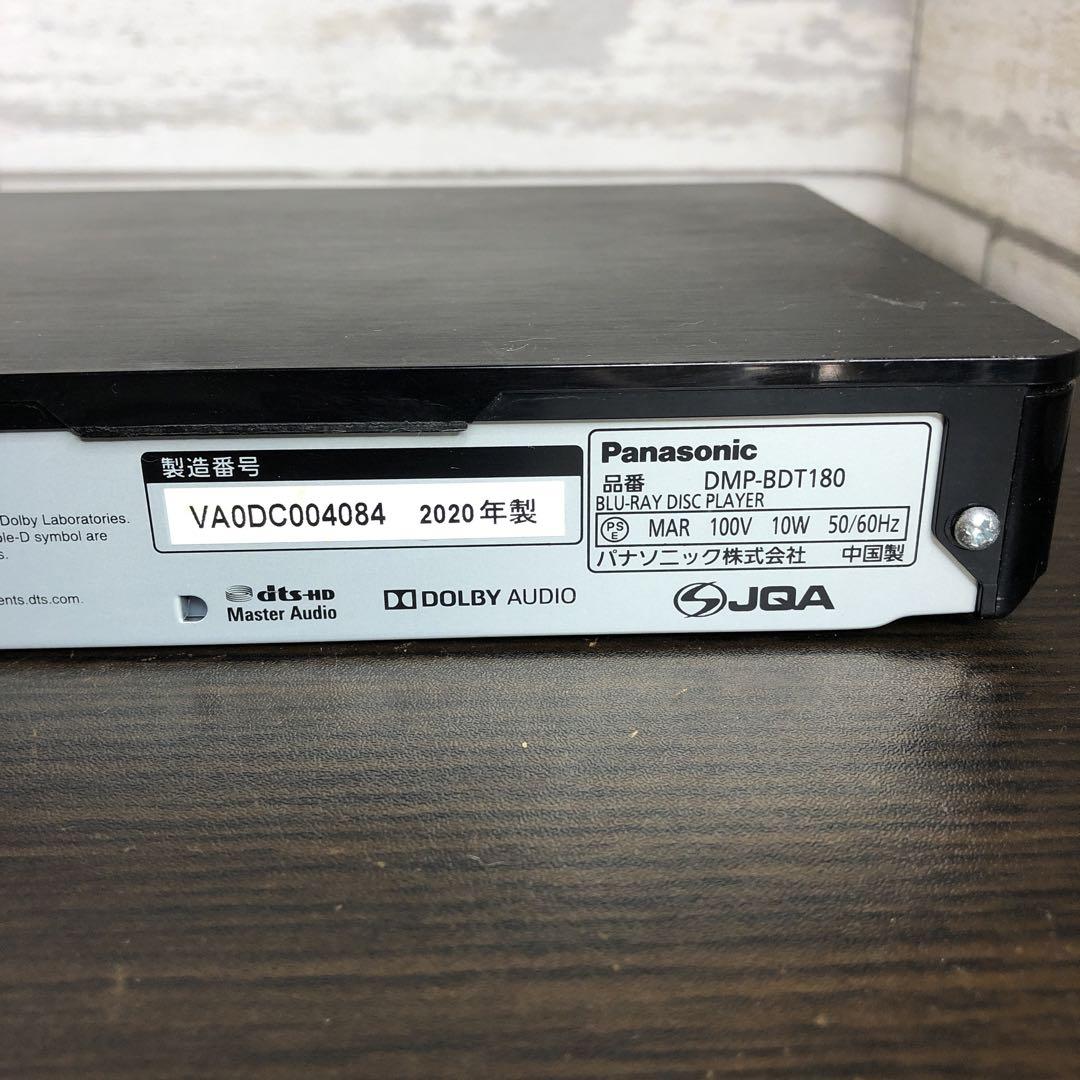 Dolby Laboratories.
ble-D symbol are
s.
ents.dts.com.
製造番号
VA0DC004084 2020年製
dts-HD
Master Audio
DOLBY AUDIO
Panasonic
品番 DMP-BDT180
BLU-RAY DISC PLAYER
PSE MAR 100V 10W 50/60Hz
パナソニック株式会社 中国製
JQA